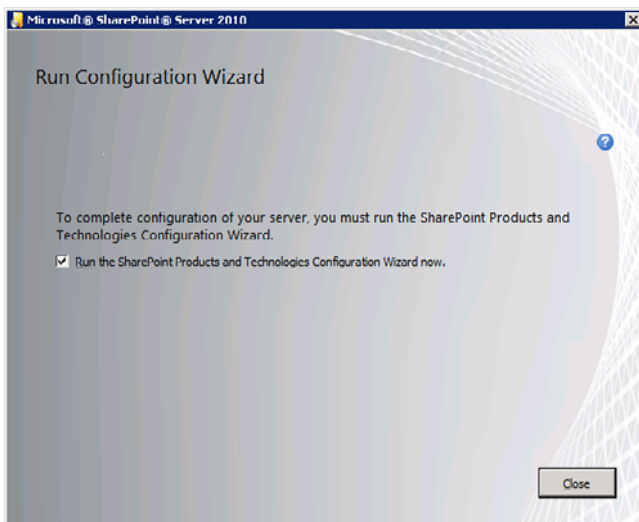 Microsoft® SharePoint® Server 2010
Run Configuration Wizard
To complete configuration of your server, you must run the SharePoint Products and
Technologies Configuration Wizard.
Run the SharePoint Products and Technologies Configuration Wizard now.
Close